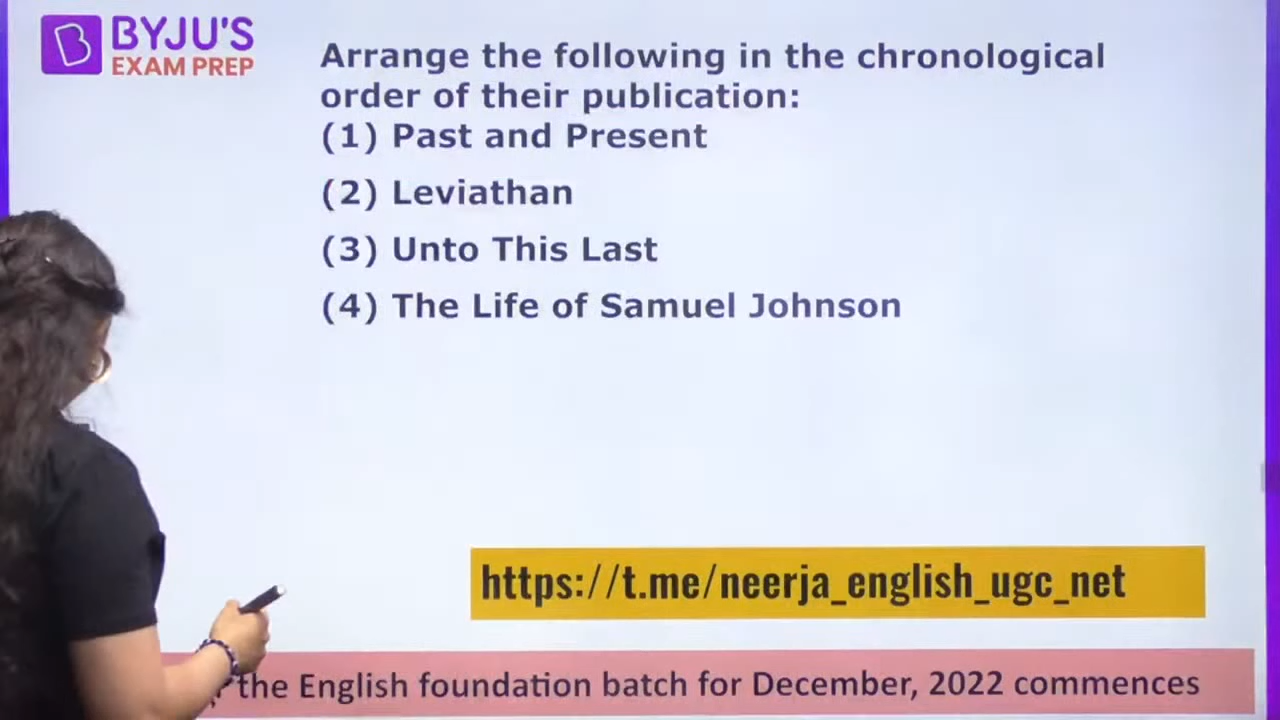 BYJU'S
EXAM PREP
Arrange the following in the chronological
order of their publication:
(1) Past and Present
(2) Leviathan
(3) Unto This Last
(4) The Life of Samuel Johnson
https://t.me/neerja_english_ugc_net
the English foundation batch for December, 2022 commences